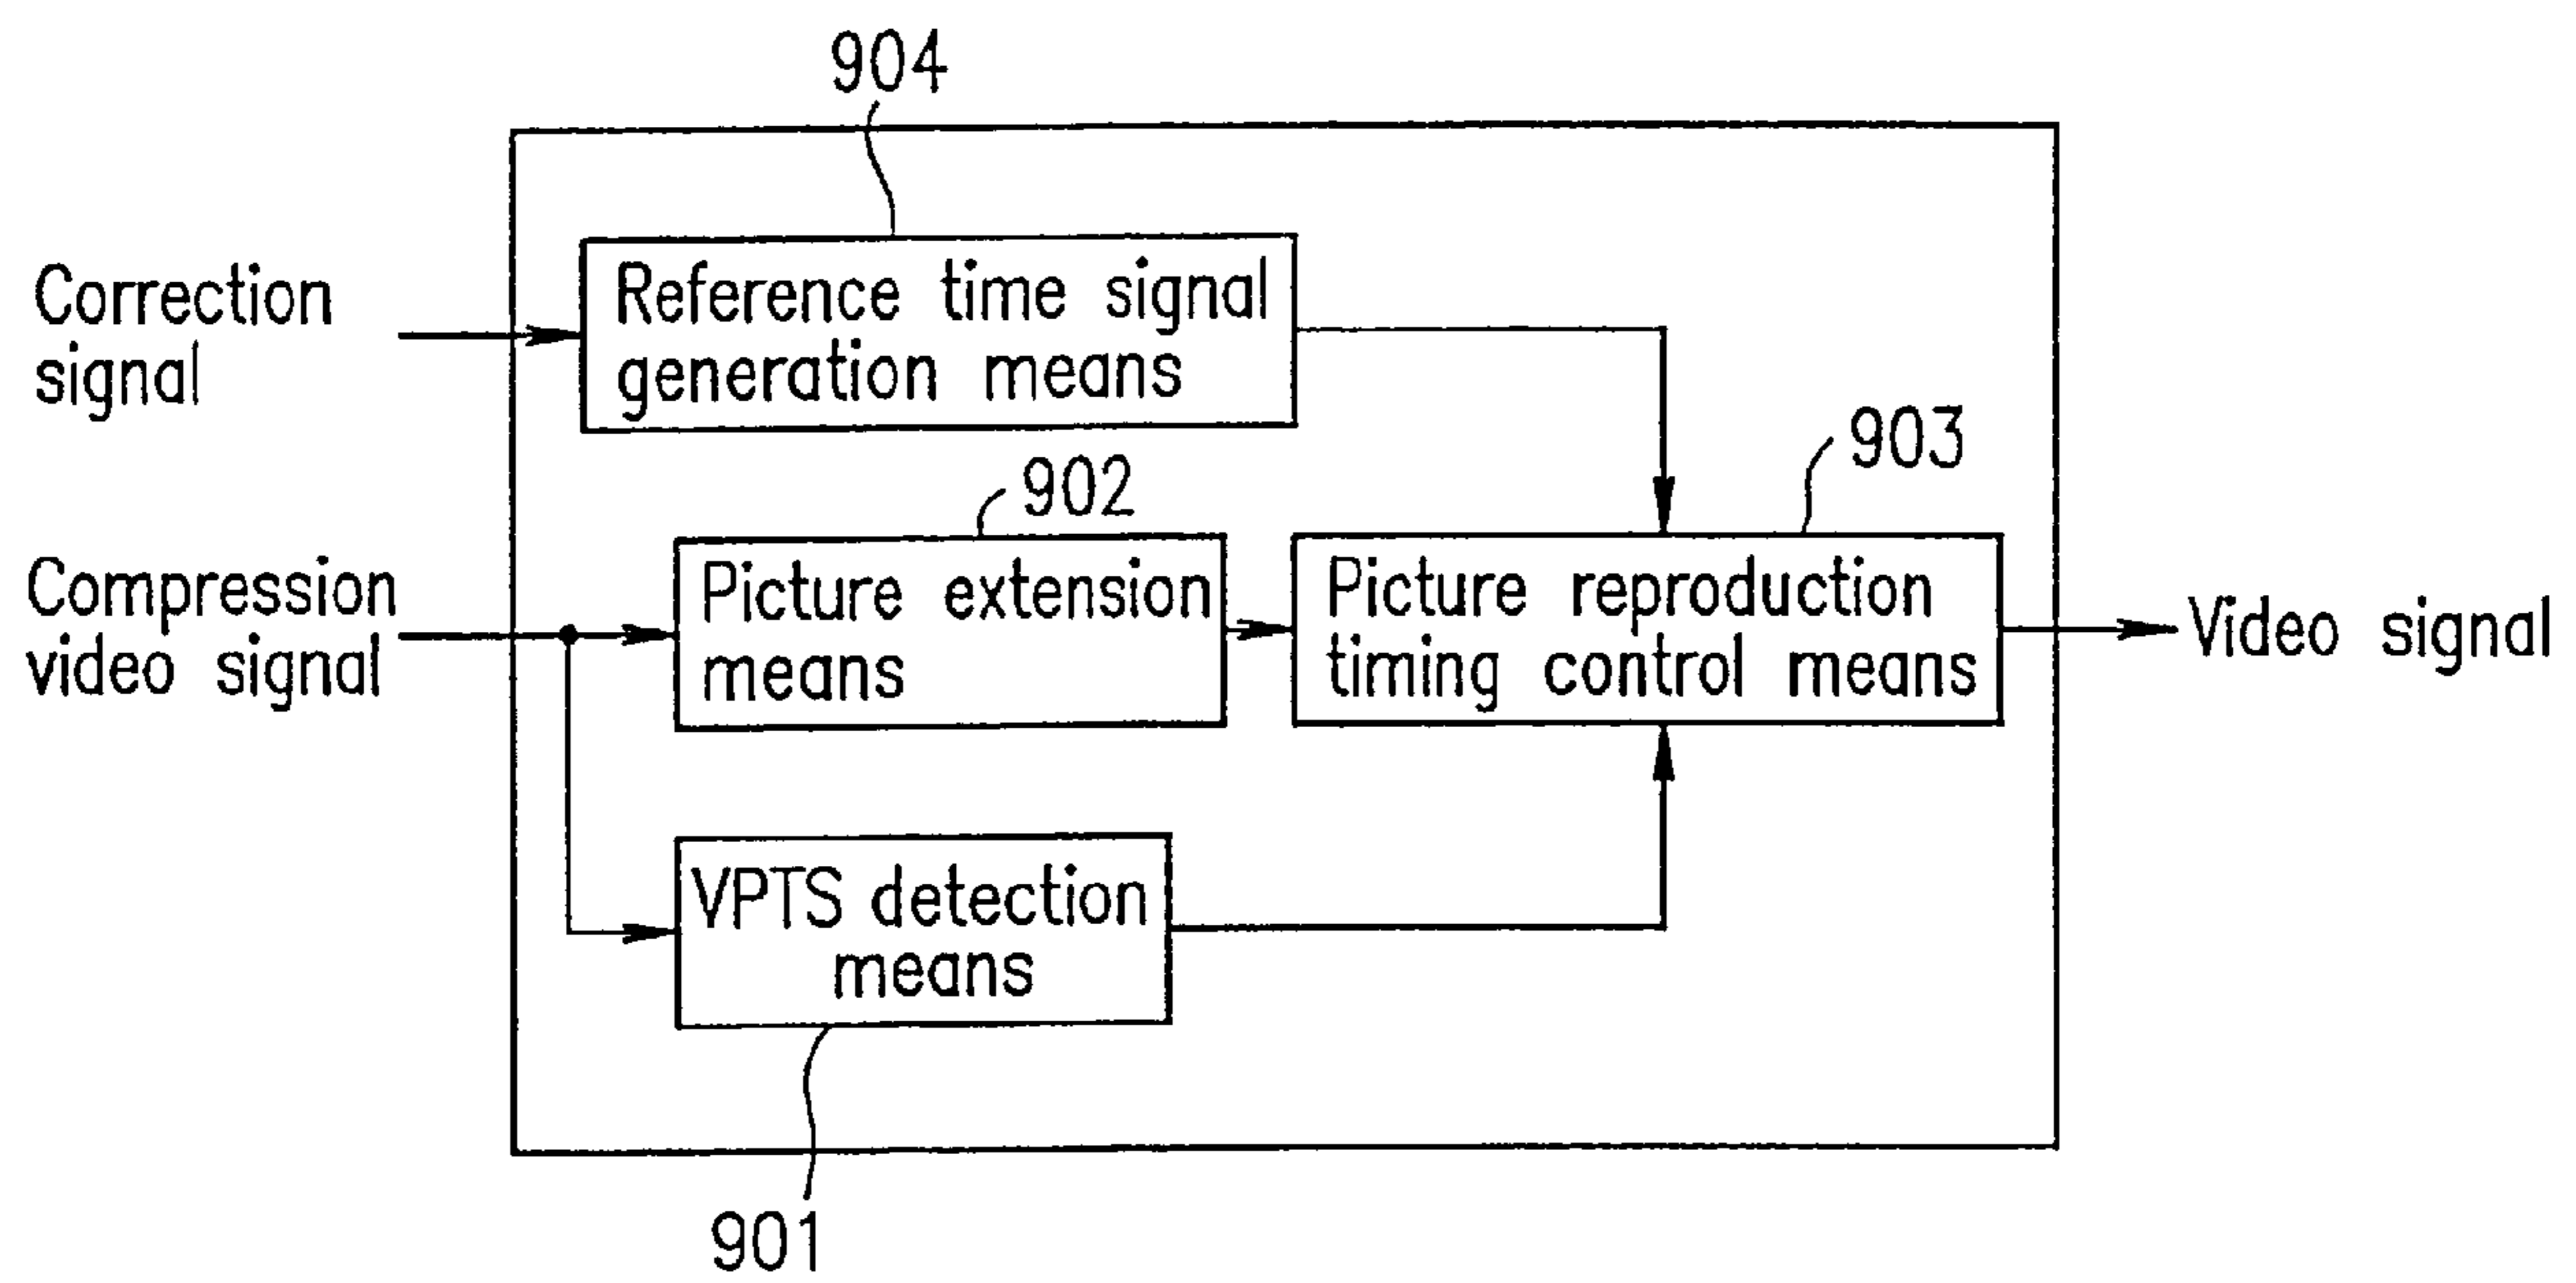 904
Correction
signal
Reference time signal
generation means
903
902
Compression
video signal
Picture extension
means
Picture reproduction
timing control means
Video signal
VPTS detection
means
901